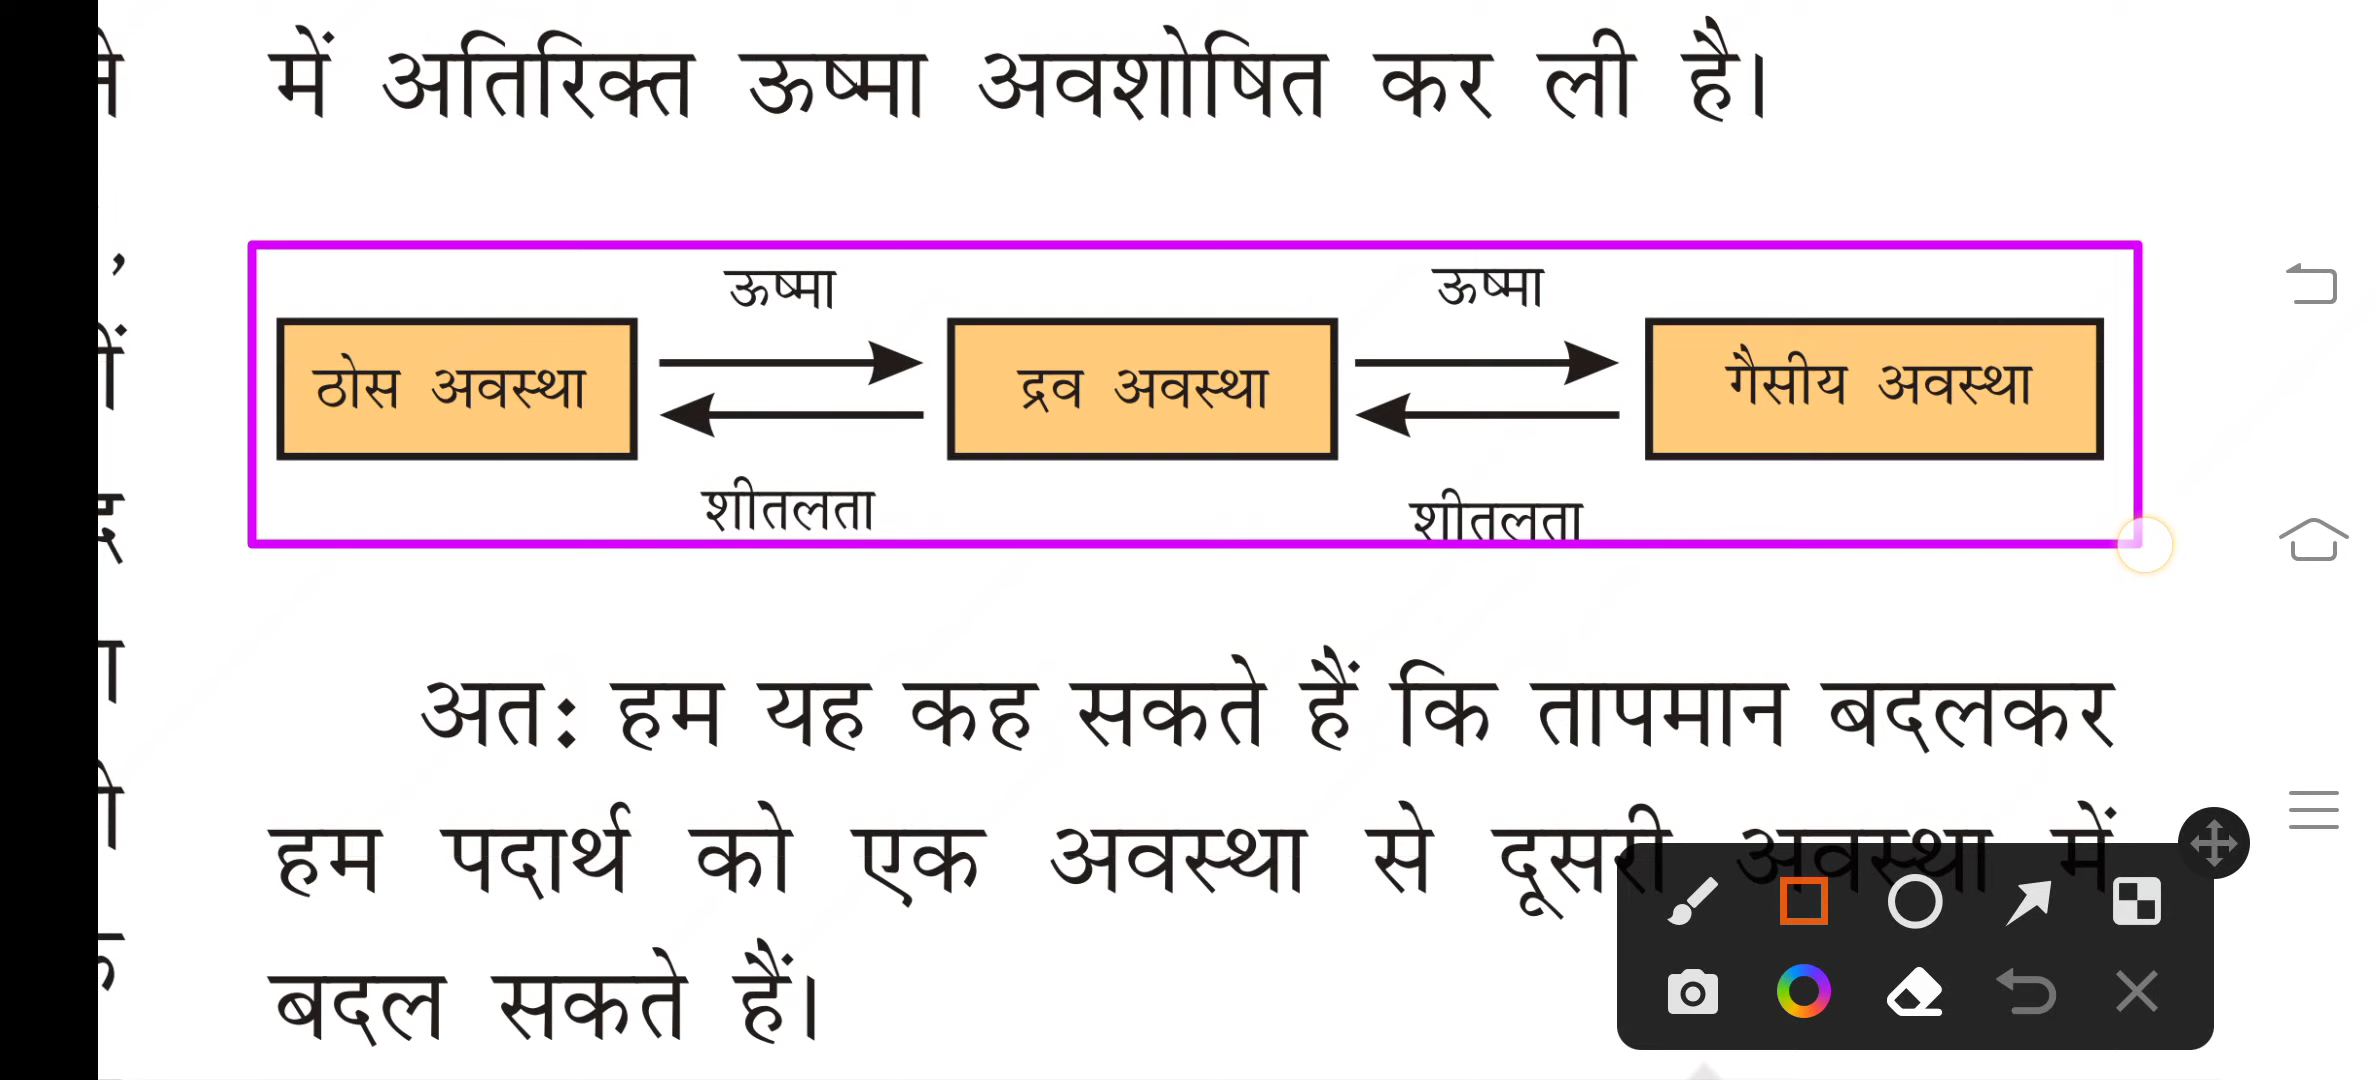 में अतिरिक्त ऊष्मा अवशोषित कर ली है।
ऊष्मा ऊष्मा
ठोस अवस्था द्रव अवस्था गैसीय अवस्था
शीतलता शीतलता
अतः हम यह कह सकते हैं कि तापमान बदलकर
हम पदार्थ को एक अवस्था से दूसरी अवस्था में
बदल सकते हैं।